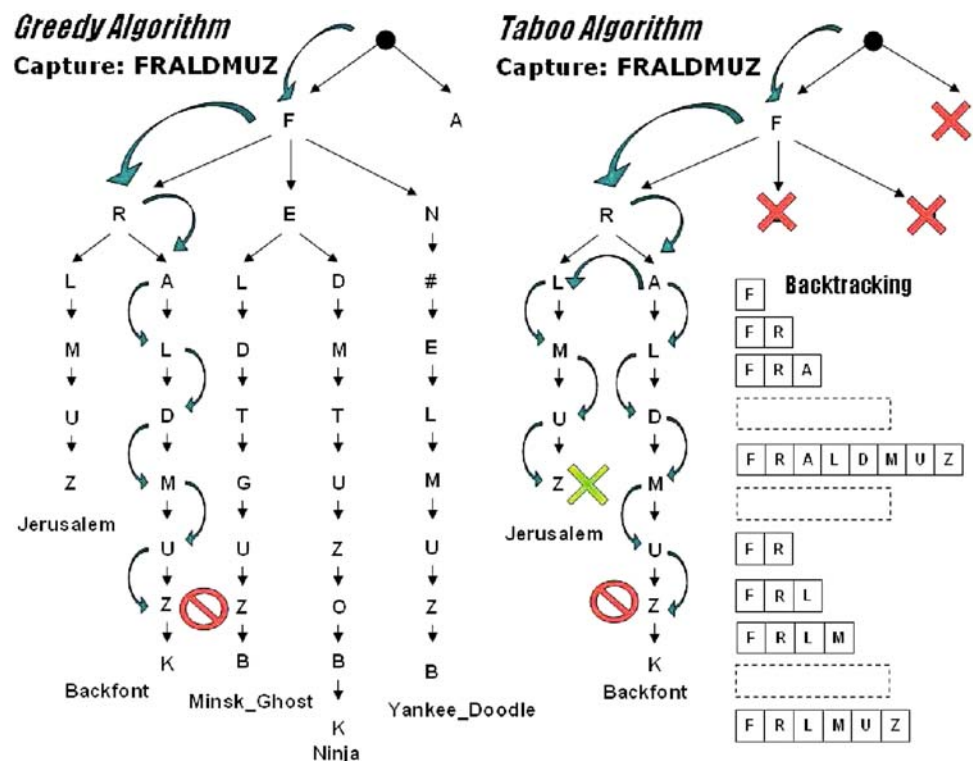 Greedy Algorithm
Capture: FRALDMUZ
F A
R E N
L A L D #
M L D M E
U D T T L
Z M G U M
Jerusalem
U U Z U
Z Z O Z
K B B B
Backfont Minsk_Ghost Yankee_Doodle
K
Ninja
Taboo Algorithm
Capture: FRALDMUZ
F
R
L A
M L
U D
Z M
Jerusalem
U
Z
K
Backfont
Backtracking
F
F R
F R A
F R A L D M U Z
F R
F R L
F R L M
F R L M U Z